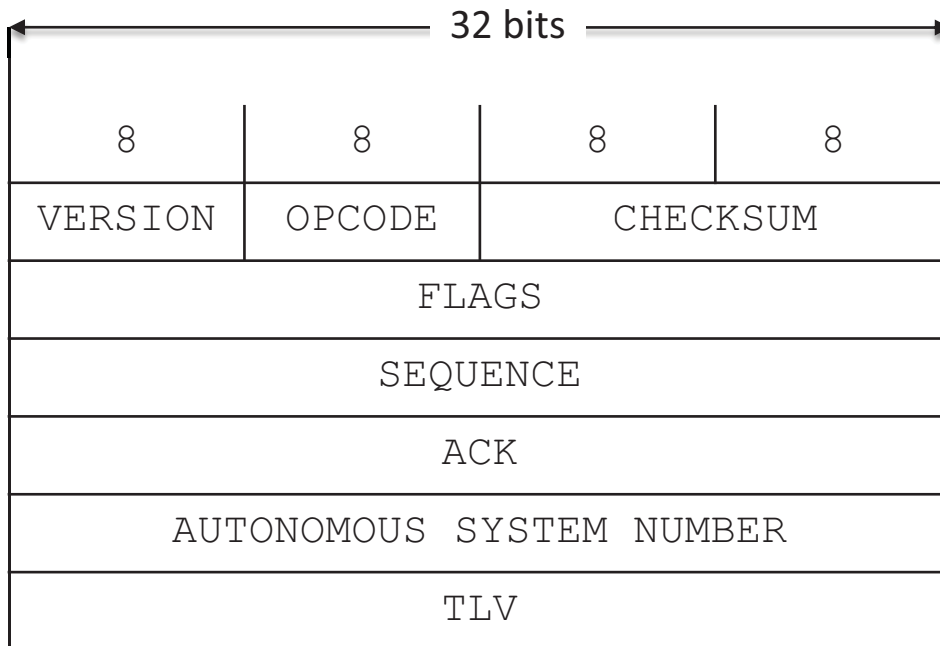 32 bits
8 8 8 8
VERSION OPCODE CHECKSUM
FLAGS
SEQUENCE
ACK
AUTONOMOUS SYSTEM NUMBER
TLV